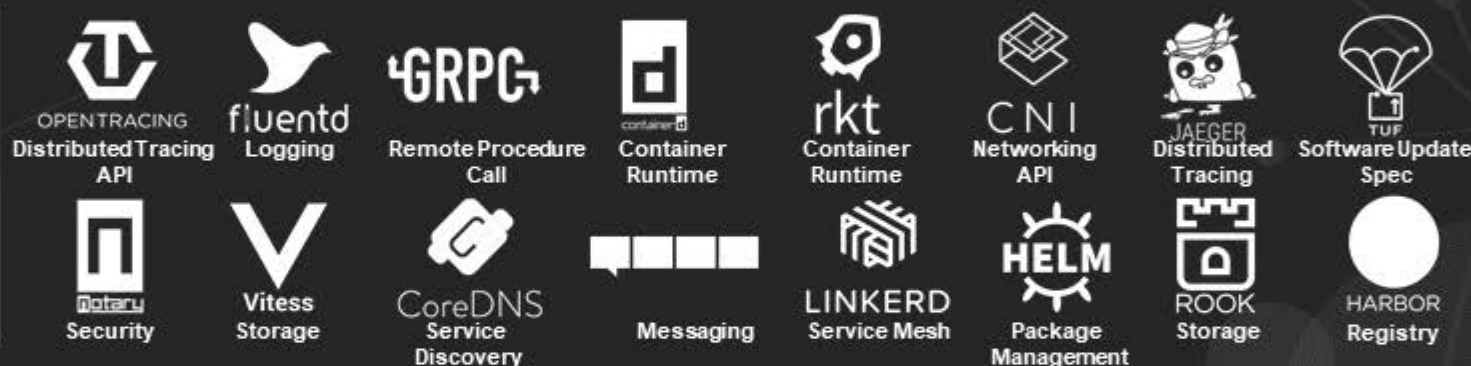 OPENTRACING
Distributed Tracing
API
fluentd
Logging
GRPC
Remote Procedure
Call
containerd
Container
Runtime
rkt
Container
Runtime
CNI
Networking
API
JAEGER
Distributed
Tracing
TUF
Software Update
Spec
notary
Security
Vitess
Storage
CoreDNS
Service
Discovery
Messaging
LINKERD
Service Mesh
HELM
Package
Management
ROOK
Storage
HARBOR
Registry